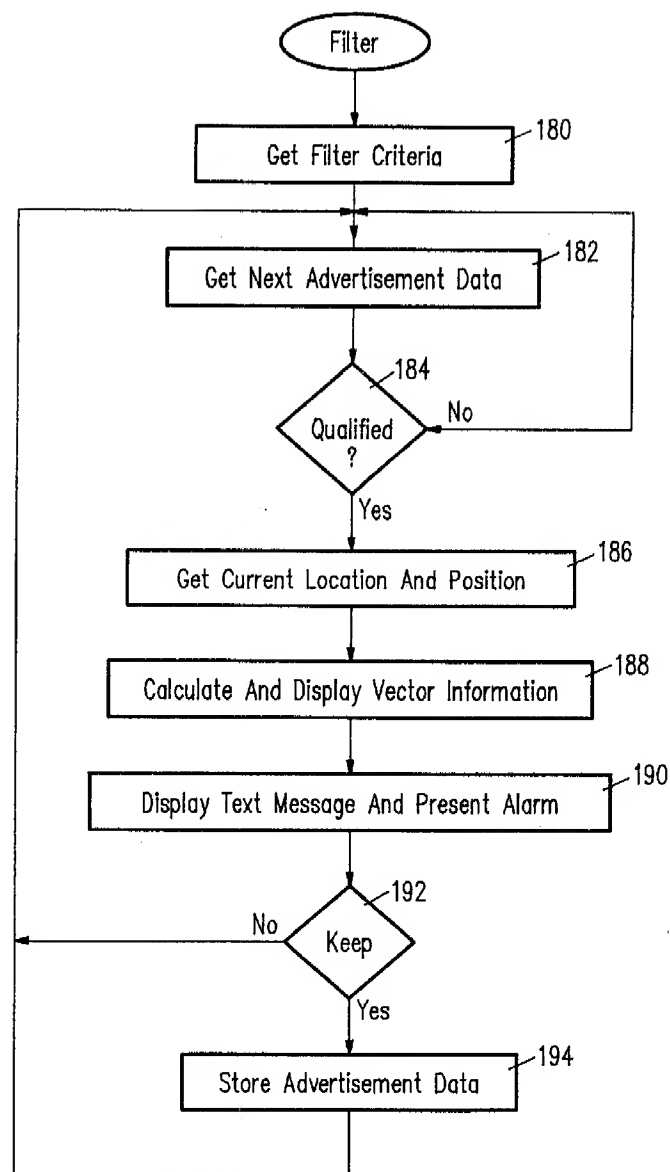 Filter
180
Get Filter Criteria
182
Get Next Advertisement Data
184
No
Qualified
?
Yes
186
Get Current Location And Position
188
Calculate And Display Vector Information
190
Display Text Message And Present Alarm
192
No
Keep
Yes
194
Store Advertisement Data